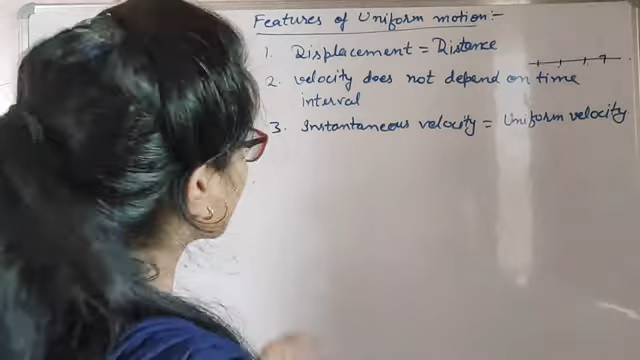 Features of Uniform motion:-
1. Displacement = Distance
2. velocity does not depend on time
interval
3. Instantaneous velocity = Uniform velocity